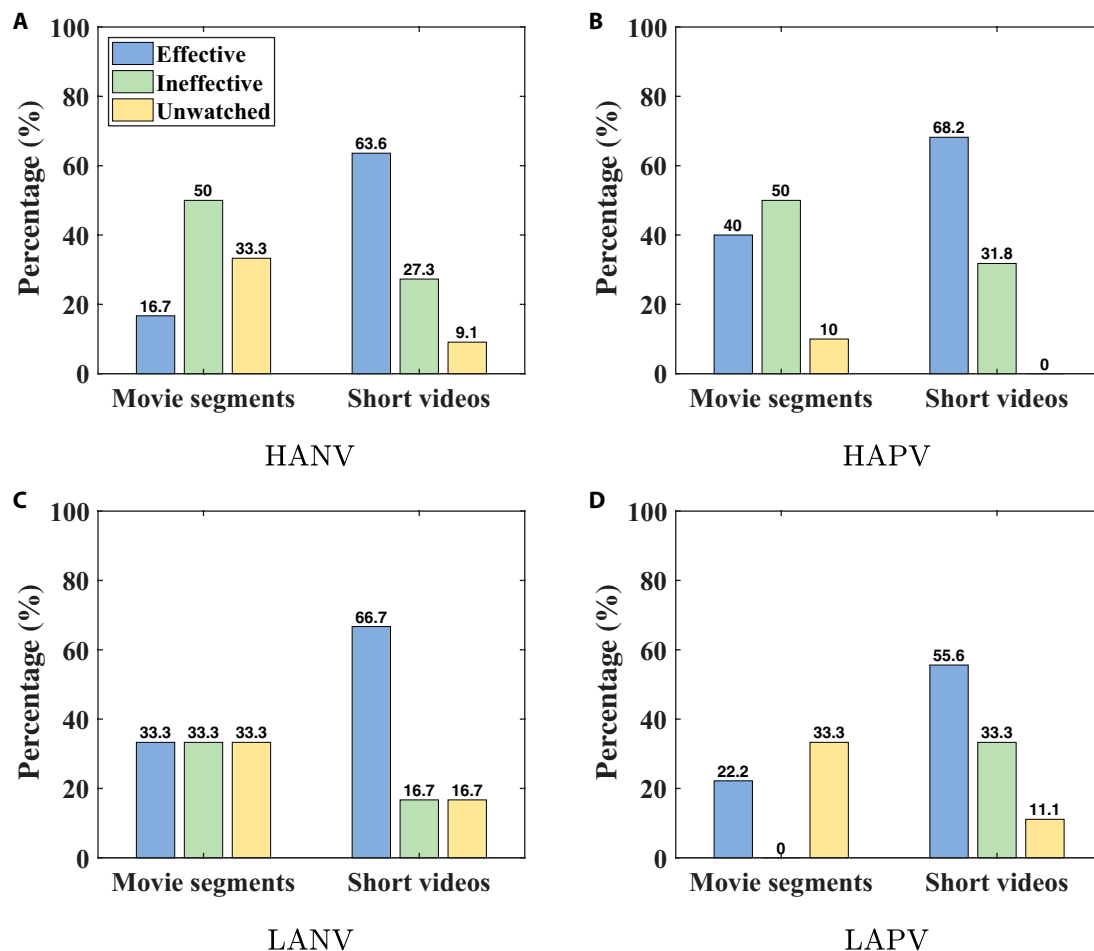 A
100
80
60
40
20
0
Percentage (%)
Effective
Ineffective
Unwatched
16.7
50
33.3
63.6
27.3
9.1
Movie segments
Short videos
HANV
B
100
80
60
40
20
0
Percentage (%)
40
50
10
68.2
31.8
0
Movie segments
Short videos
HAPV
C
100
80
60
40
20
0
Percentage (%)
33.3
33.3
33.3
66.7
16.7
16.7
Movie segments
Short videos
LANV
D
100
80
60
40
20
0
Percentage (%)
22.2
0
33.3
55.6
33.3
11.1
Movie segments
Short videos
LAPV